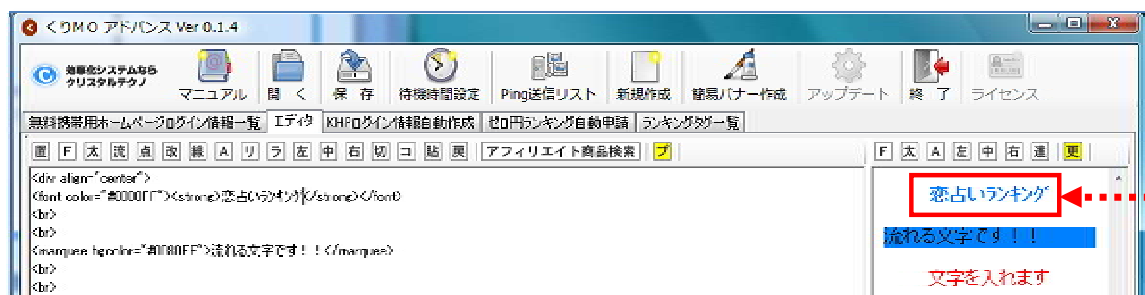 くりMO アドバンス Ver 0.1.4
効率化システムなら
クリスタルテクノ
マニュアル 開く 保存 待機時間設定 Ping送信リスト 新規作成 簡易バナー作成 アップデート 終了 ライセンス
無料携帯用ホームページログイン情報一覧 エディタ KHPログイン情報自動作成 ゼロ円ランキング自動申請 ランキングタグ一覧
置 F 太 流 点 改 線 A リ ラ 左 中 右 切 コ 貼 戻 アフィリエイト商品検索 プ F 太 A 左 中 右 進 更
<div align="center">
<font color="#0000FF"><strong>恋占いランキング</strong></font>
<br>
<br>
<marquee bgcolor="#0080FF">流れる文字です！！</marquee>
<br>
<br>
恋占いランキング
流れる文字です！！
文字を入れます